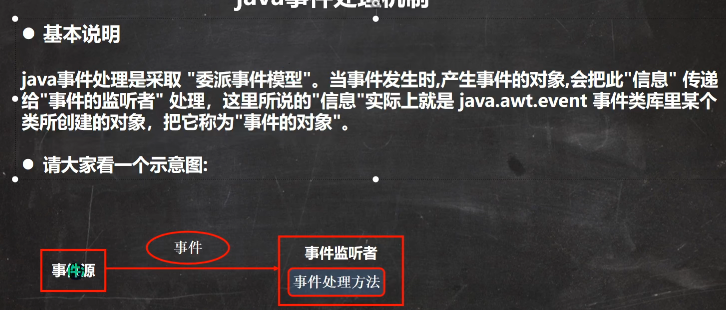 java事件处理机制
● 基本说明
java事件处理是采取 "委派事件模型"。当事件发生时,产生事件的对象,会把此"信息" 传递
给"事件的监听者" 处理，这里所说的"信息"实际上就是 java.awt.event 事件类库里某个
类所创建的对象，把它称为"事件的对象"。
● 请大家看一个示意图:
事件
事件监听者
事件源
事件处理方法